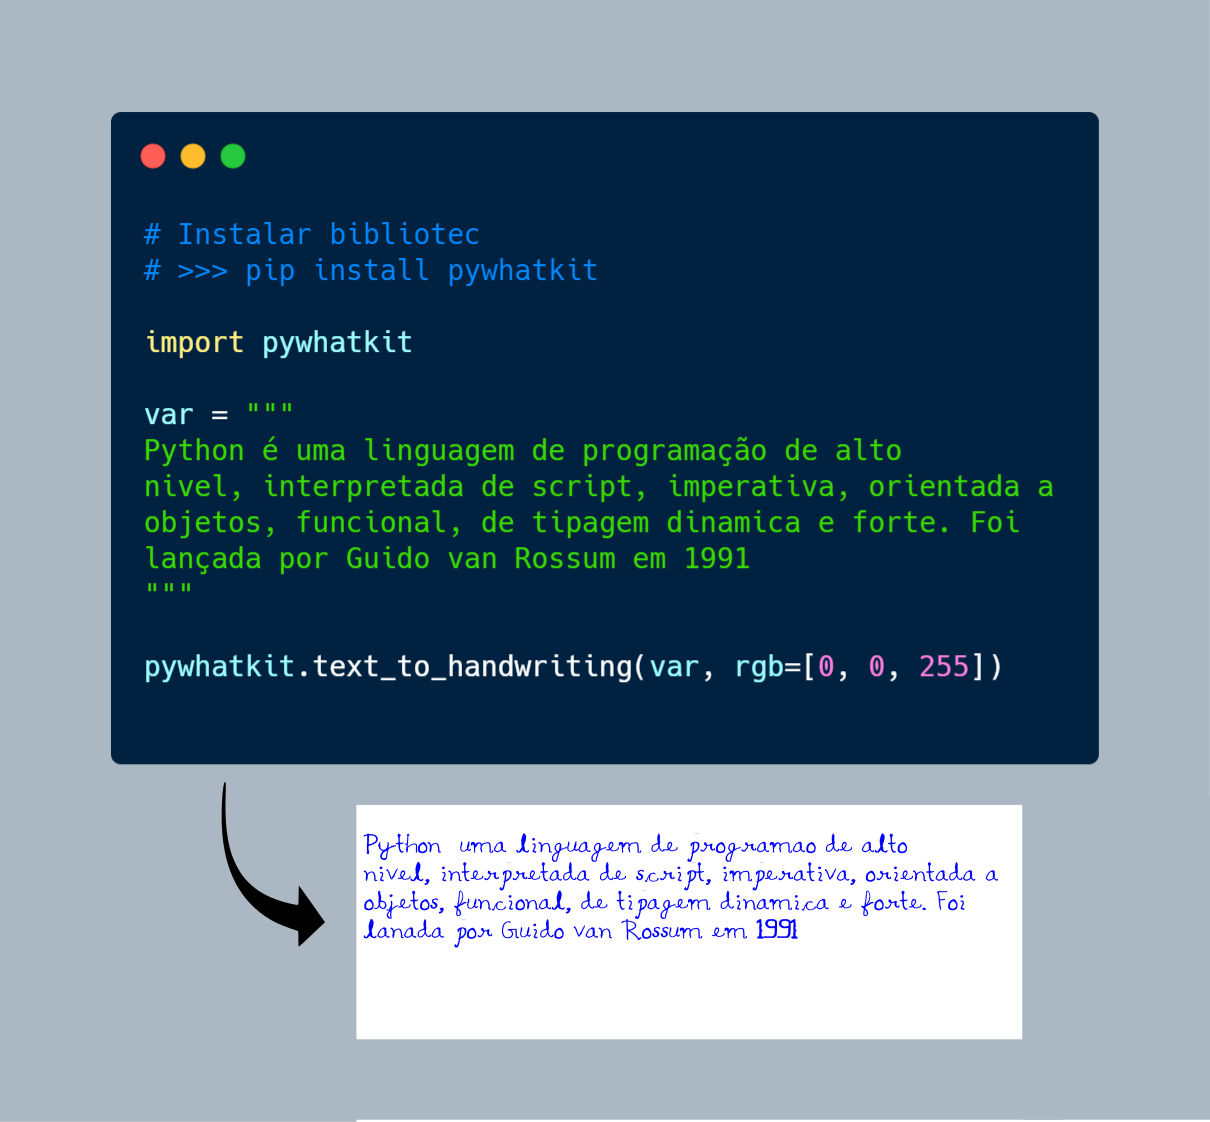 # Instalar bibliotec
# >>> pip install pywhatkit
import pywhatkit
var = """
Python é uma linguagem de programação de alto
nivel, interpretada de script, imperativa, orientada a
objetos, funcional, de tipagem dinamica e forte. Foi
lançada por Guido van Rossum em 1991
"""
pywhatkit.text_to_handwriting(var, rgb=[0, 0, 255])
Python uma linguagem de programao de alto
nivel, interpretada de script, imperativa, orientada a
objetos, funcional, de tipagem dinamica e forte. Foi
lanada por Guido van Rossum em 1991